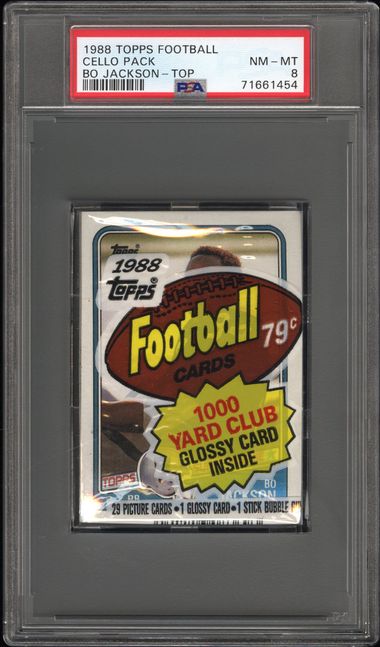 1988 TOPPS FOOTBALL
CELLO PACK NM - MT
BO JACKSON - TOP PSA 8
71661454
Topps
1988
Topps
Football 79¢
CARDS
1000
YARD CLUB
GLOSSY CARD
INSIDE
TOPPS
BO
JACKSON
29 PICTURE CARDS • 1 GLOSSY CARD • 1 STICK BUBBLE